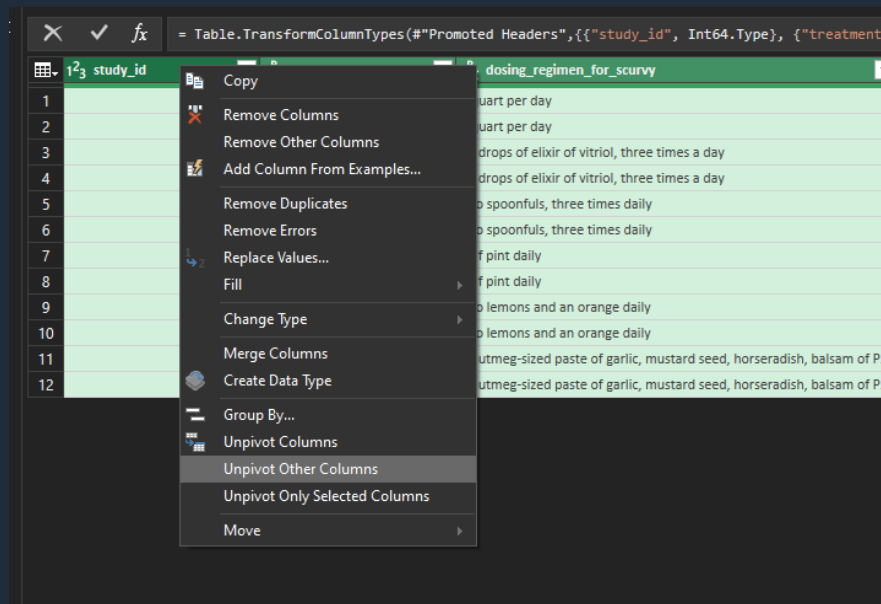 fx = Table.TransformColumnTypes(#"Promoted Headers",{{"study_id", Int64.Type}, {"treatment
1 2 3 study_id dosing_regimen_for_scurvy
Copy
1 uart per day
Remove Columns
2 uart per day
Remove Other Columns
3 drops of elixir of vitriol, three times a day
Add Column From Examples...
4 drops of elixir of vitriol, three times a day
Remove Duplicates
5 o spoonfuls, three times daily
Remove Errors
6 o spoonfuls, three times daily
Replace Values...
7 f pint daily
Fill
8 f pint daily
9 o lemons and an orange daily
Change Type
10 o lemons and an orange daily
Merge Columns
11 utmeg-sized paste of garlic, mustard seed, horseradish, balsam of P
Create Data Type
12 utmeg-sized paste of garlic, mustard seed, horseradish, balsam of P
Group By...
Unpivot Columns
Unpivot Other Columns
Unpivot Only Selected Columns
Move